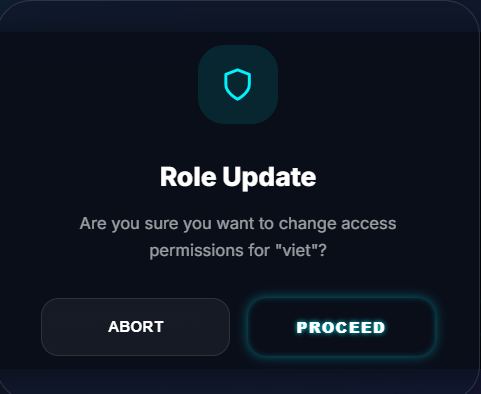 Role Update
Are you sure you want to change access
permissions for "viet"?
ABORT
PROCEED